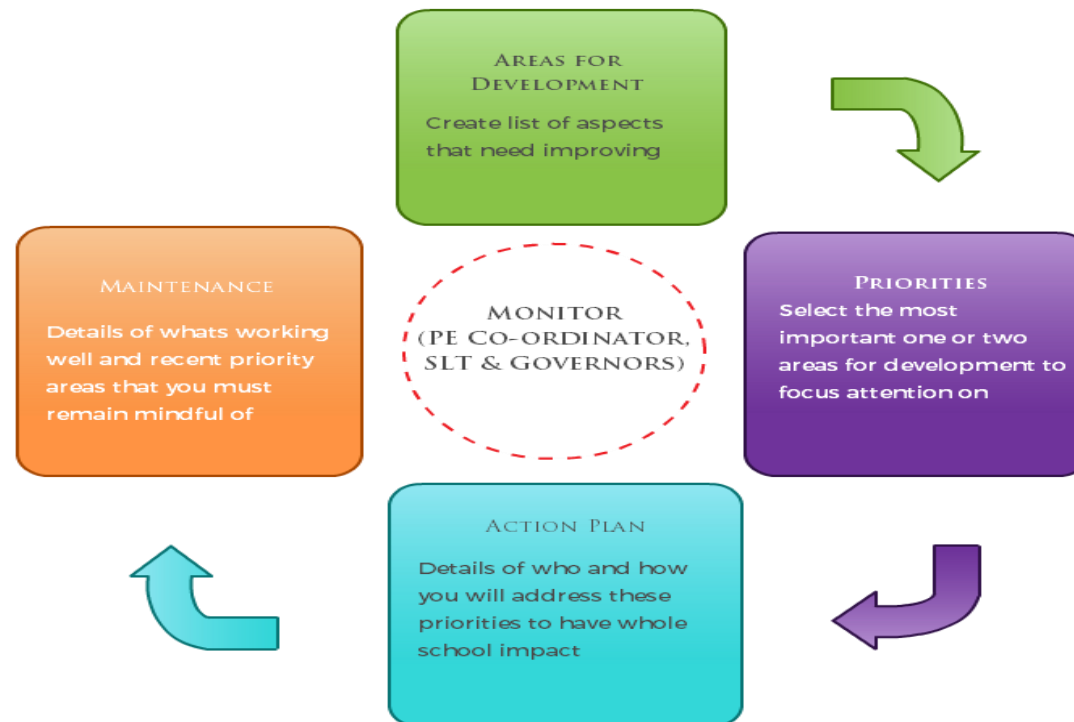 AREAS FOR
DEVELOPMENT
Create list of aspects
that need improving
PRIORITIES
Select the most
important one or two
areas for development to
focus attention on
MAINTENANCE
Details of whats working
well and recent priority
areas that you must
remain mindful of
MONITOR
(PE CO-ORDINATOR,
SLT & GOVERNORS)
ACTION PLAN
Details of who and how
you will address these
priorities to have whole
school impact